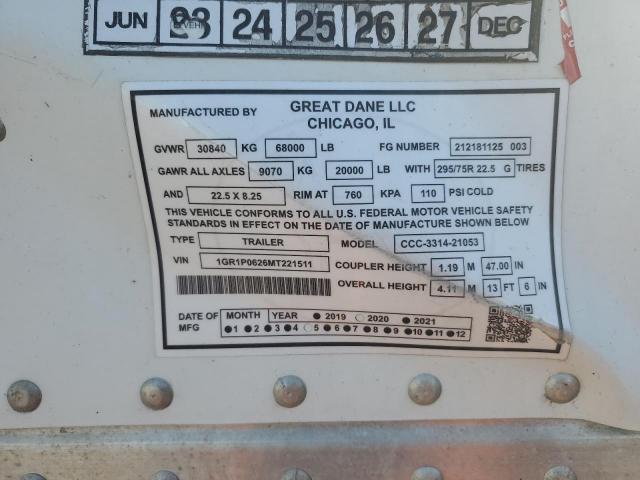 JUN 23 24 25 26 27 DEC
MANUFACTURED BY GREAT DANE LLC
CHICAGO, IL
GVWR 30840 KG 68000 LB FG NUMBER 212181125 003
GAWR ALL AXLES 9070 KG 20000 LB WITH 295/75R 22.5 G TIRES
AND 22.5 X 8.25 RIM AT 760 KPA 110 PSI COLD
THIS VEHICLE CONFORMS TO ALL U.S. FEDERAL MOTOR VEHICLE SAFETY
STANDARDS IN EFFECT ON THE DATE OF MANUFACTURE SHOWN BELOW
TYPE TRAILER MODEL CCC-3314-21053
VIN 1GR1P0626MT221511 COUPLER HEIGHT 1.19 M 47.00 IN
OVERALL HEIGHT 4.11 M 13 FT 6 IN
DATE OF MFG MONTH YEAR 2019 2020 2021
1 2 3 4 5 6 7 8 9 10 11 12